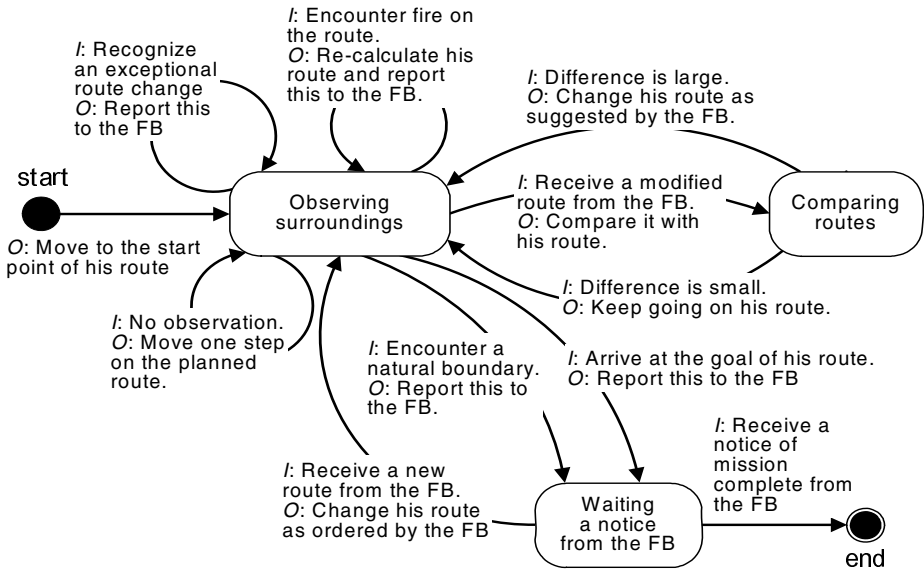 I: Recognize
an exceptional
route change
O: Report this
to the FB
I: Encounter fire on
the route.
O: Re-calculate his
route and report
this to the FB.
I: Difference is large.
O: Change his route as
suggested by the FB.
start
Observing
surroundings
I: Receive a modified
route from the FB.
O: Compare it with
his route.
Comparing
routes
O: Move to the start
point of his route
I: Difference is small.
O: Keep going on his route.
I: No observation.
O: Move one step
on the planned
route.
I: Encounter a
natural boundary.
O: Report this to
the FB.
I: Arrive at the goal of his route.
O: Report this to the FB
I: Receive a new
route from the FB.
O: Change his route
as ordered by the FB
Waiting
a notice
from the FB
I: Receive a
notice of
mission
complete from
the FB
end